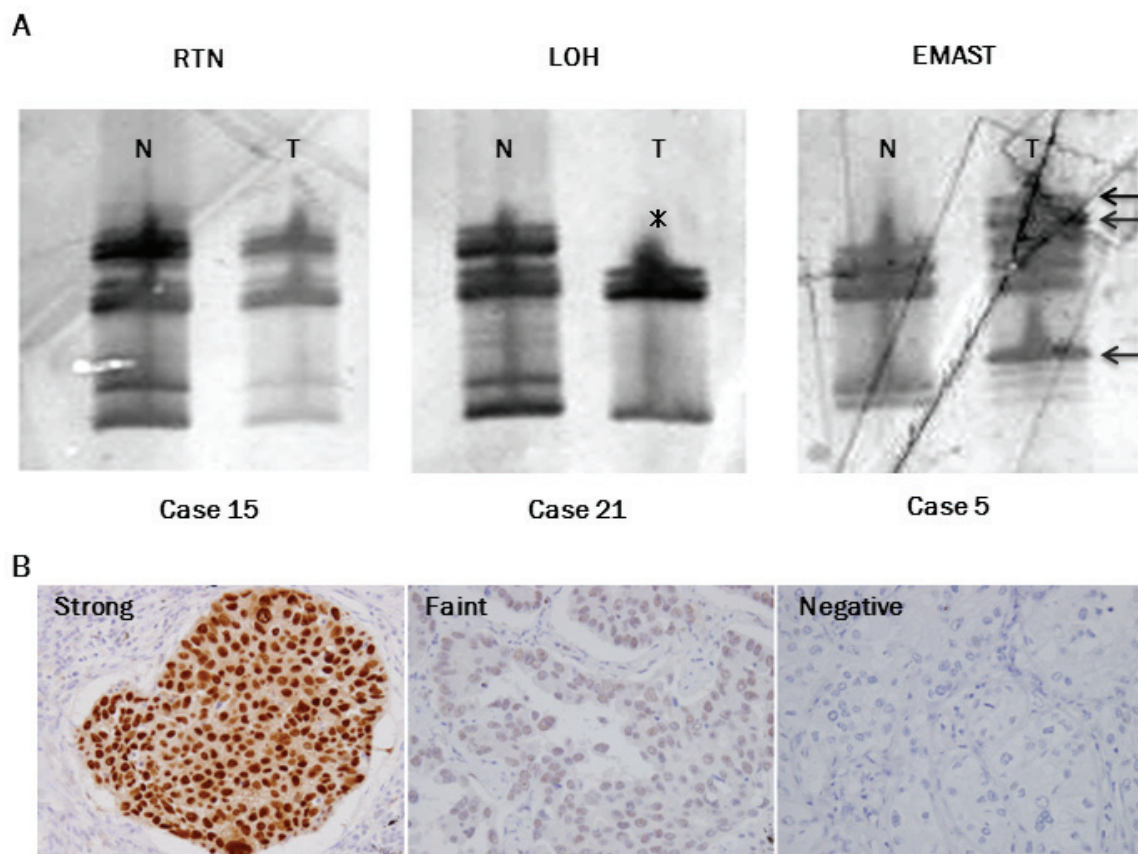 A
RTN LOH EMAST
N T N T N T
*
Case 15 Case 21 Case 5
B
Strong Faint Negative